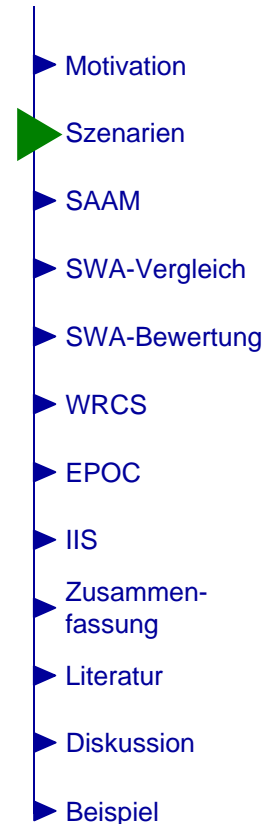 Motivation
Szenarien
SAAM
SWA-Vergleich
SWA-Bewertung
WRCS
EPOC
IIS
Zusammen-
fassung
Literatur
Diskussion
Beispiel